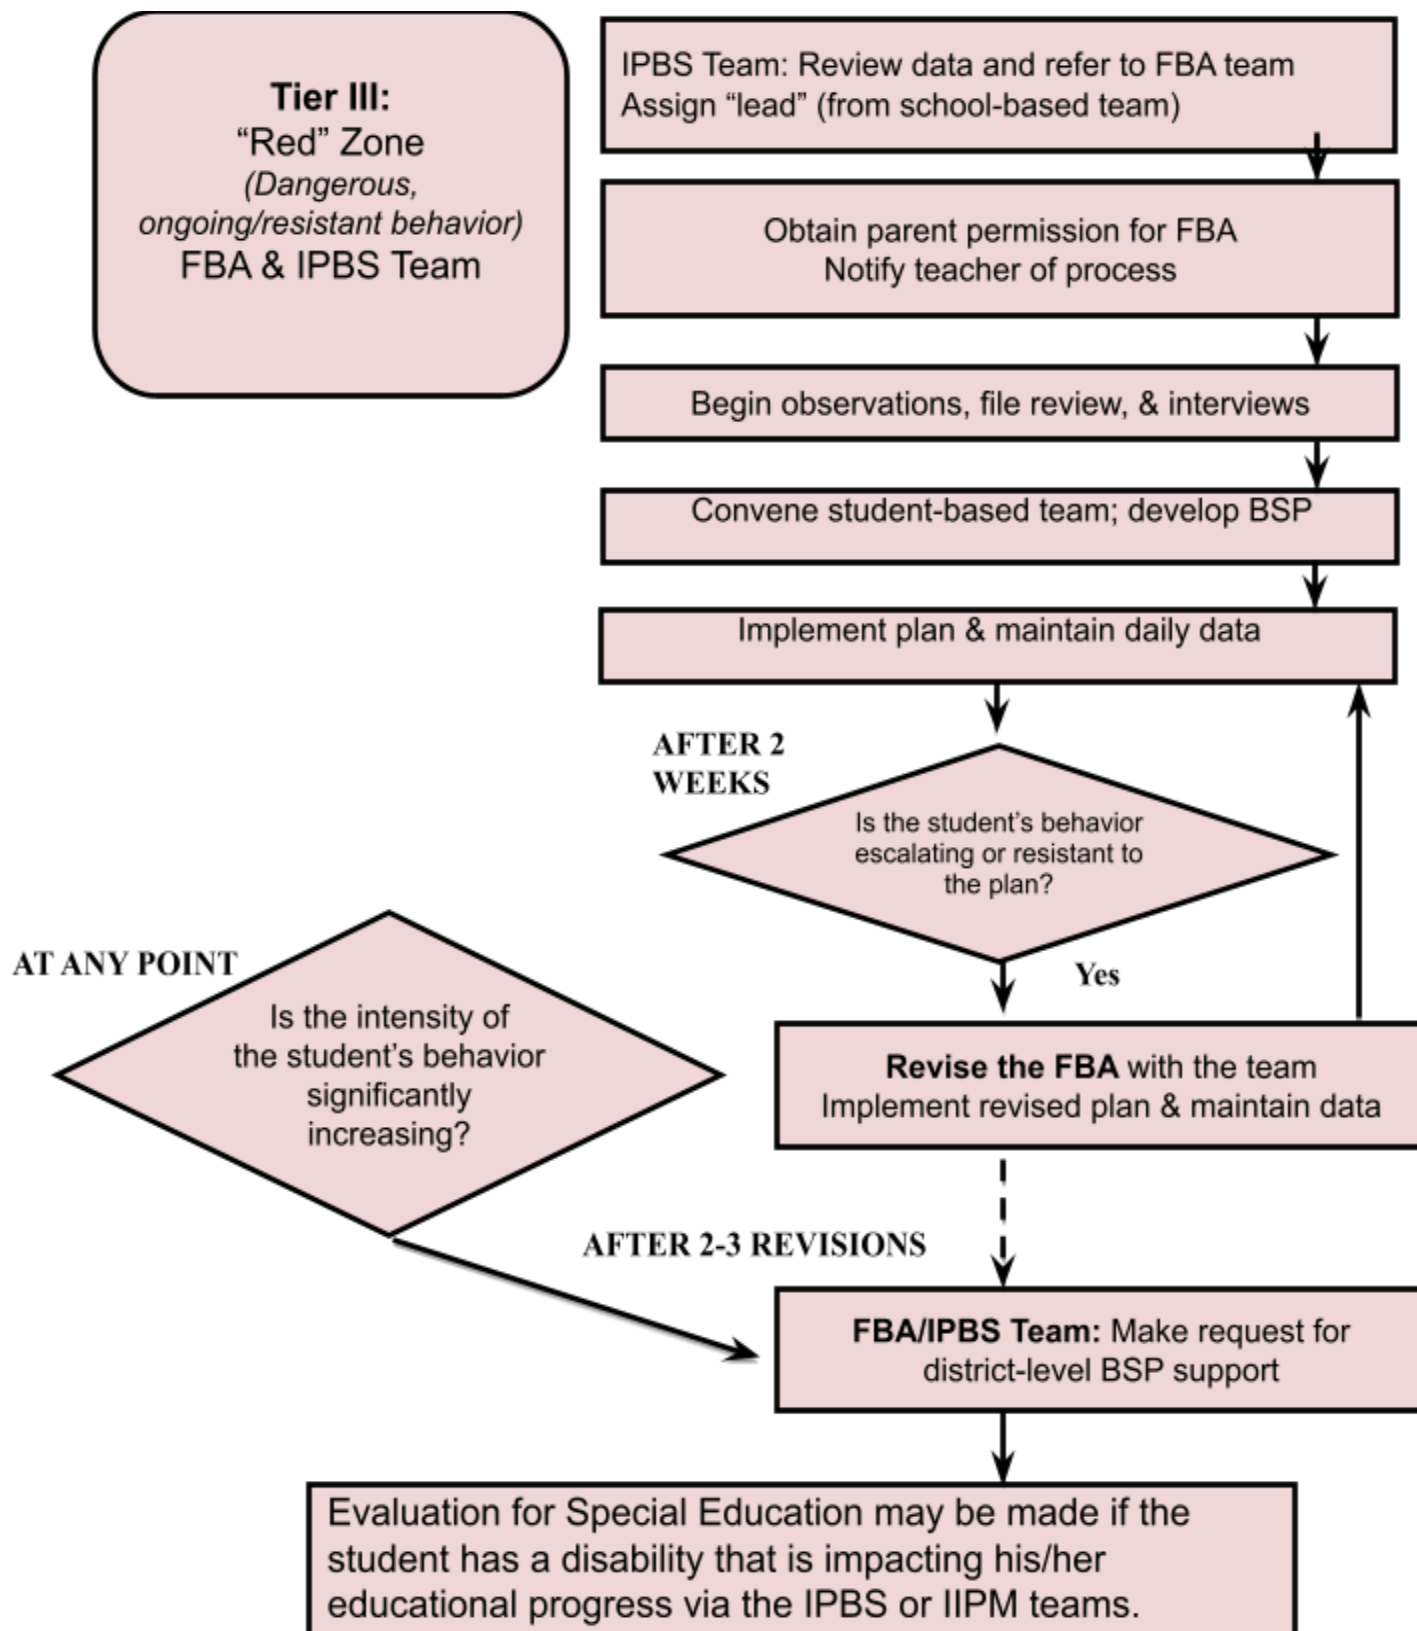 Tier III:
“Red” Zone
(Dangerous,
ongoing/resistant behavior)
FBA & IPBS Team
IPBS Team: Review data and refer to FBA team
Assign “lead” (from school-based team)
Obtain parent permission for FBA
Notify teacher of process
Begin observations, file review, & interviews
Convene student-based team; develop BSP
Implement plan & maintain daily data
AFTER 2
WEEKS
Is the student’s behavior
escalating or resistant to
the plan?
Yes
AT ANY POINT
Is the intensity of
the student’s behavior
significantly
increasing?
Revise the FBA with the team
Implement revised plan & maintain data
AFTER 2-3 REVISIONS
FBA/IPBS Team: Make request for
district-level BSP support
Evaluation for Special Education may be made if the
student has a disability that is impacting his/her
educational progress via the IPBS or IIPM teams.